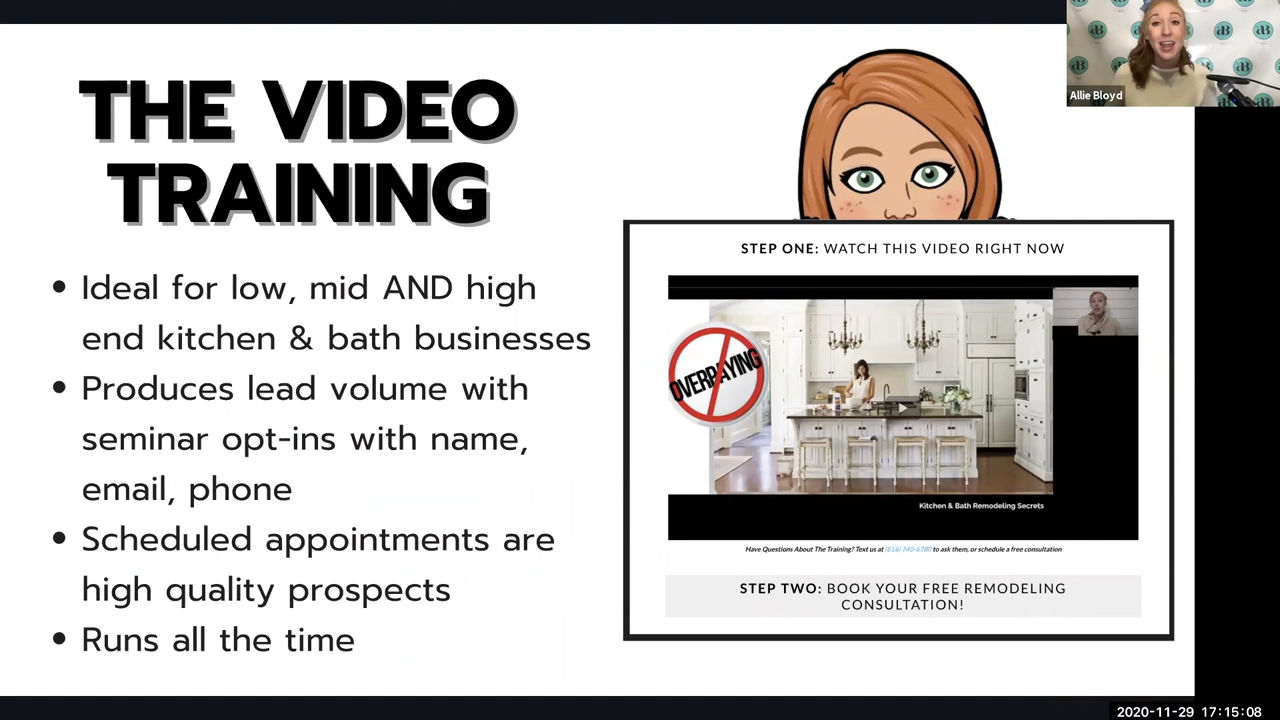 THE VIDEO
TRAINING
• Ideal for low, mid AND high
end kitchen & bath businesses
• Produces lead volume with
seminar opt-ins with name,
email, phone
• Scheduled appointments are
high quality prospects
• Runs all the time
Allie Bloyd
STEP ONE: WATCH THIS VIDEO RIGHT NOW
OVERPAYING
Kitchen & Bath Remodeling Secrets
Have Questions About The Training? Text us at (818) 740-6780 to ask them, or schedule a free consultation
STEP TWO: BOOK YOUR FREE REMODELING
CONSULTATION!
2020-11-29 17:15:08